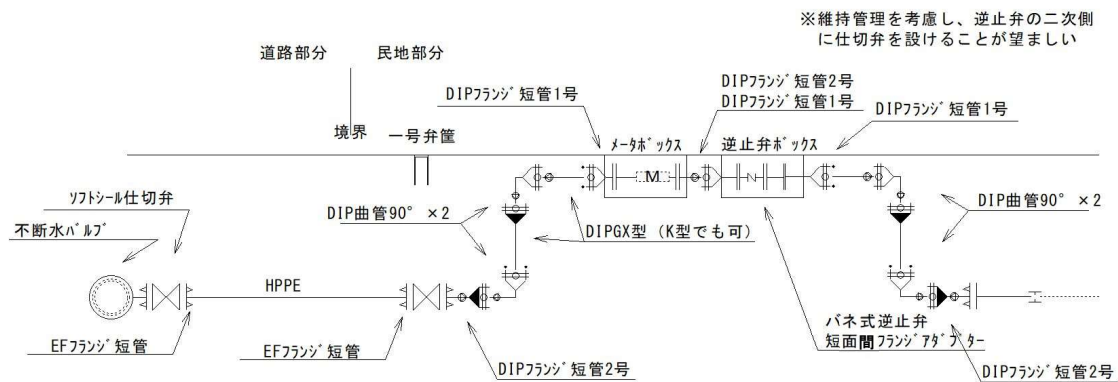 ※維持管理を考慮し、逆止弁の二次側
に仕切弁を設けることが望ましい
道路部分
民地部分
DIPﾌﾗﾝｼﾞ短管1号
DIPﾌﾗﾝｼﾞ短管2号
DIPﾌﾗﾝｼﾞ短管1号
DIPﾌﾗﾝｼﾞ短管1号
境界
一号弁筐
ﾒｰﾀﾎﾞｯｸｽ
逆止弁ボックス
M
N
ｿﾌﾄｼｰﾙ仕切弁
不断水ﾊﾞﾙﾌﾞ
DIP曲管90° ×2
DIPGX型（K型でも可）
DIP曲管90° ×2
HPPE
EFﾌﾗﾝｼﾞ短管
EFﾌﾗﾝｼﾞ短管
DIPﾌﾗﾝｼﾞ短管2号
バネ式逆止弁
短面間ﾌﾗﾝｼﾞｱﾀﾞﾌﾟﾀー
DIPﾌﾗﾝｼﾞ短管2号